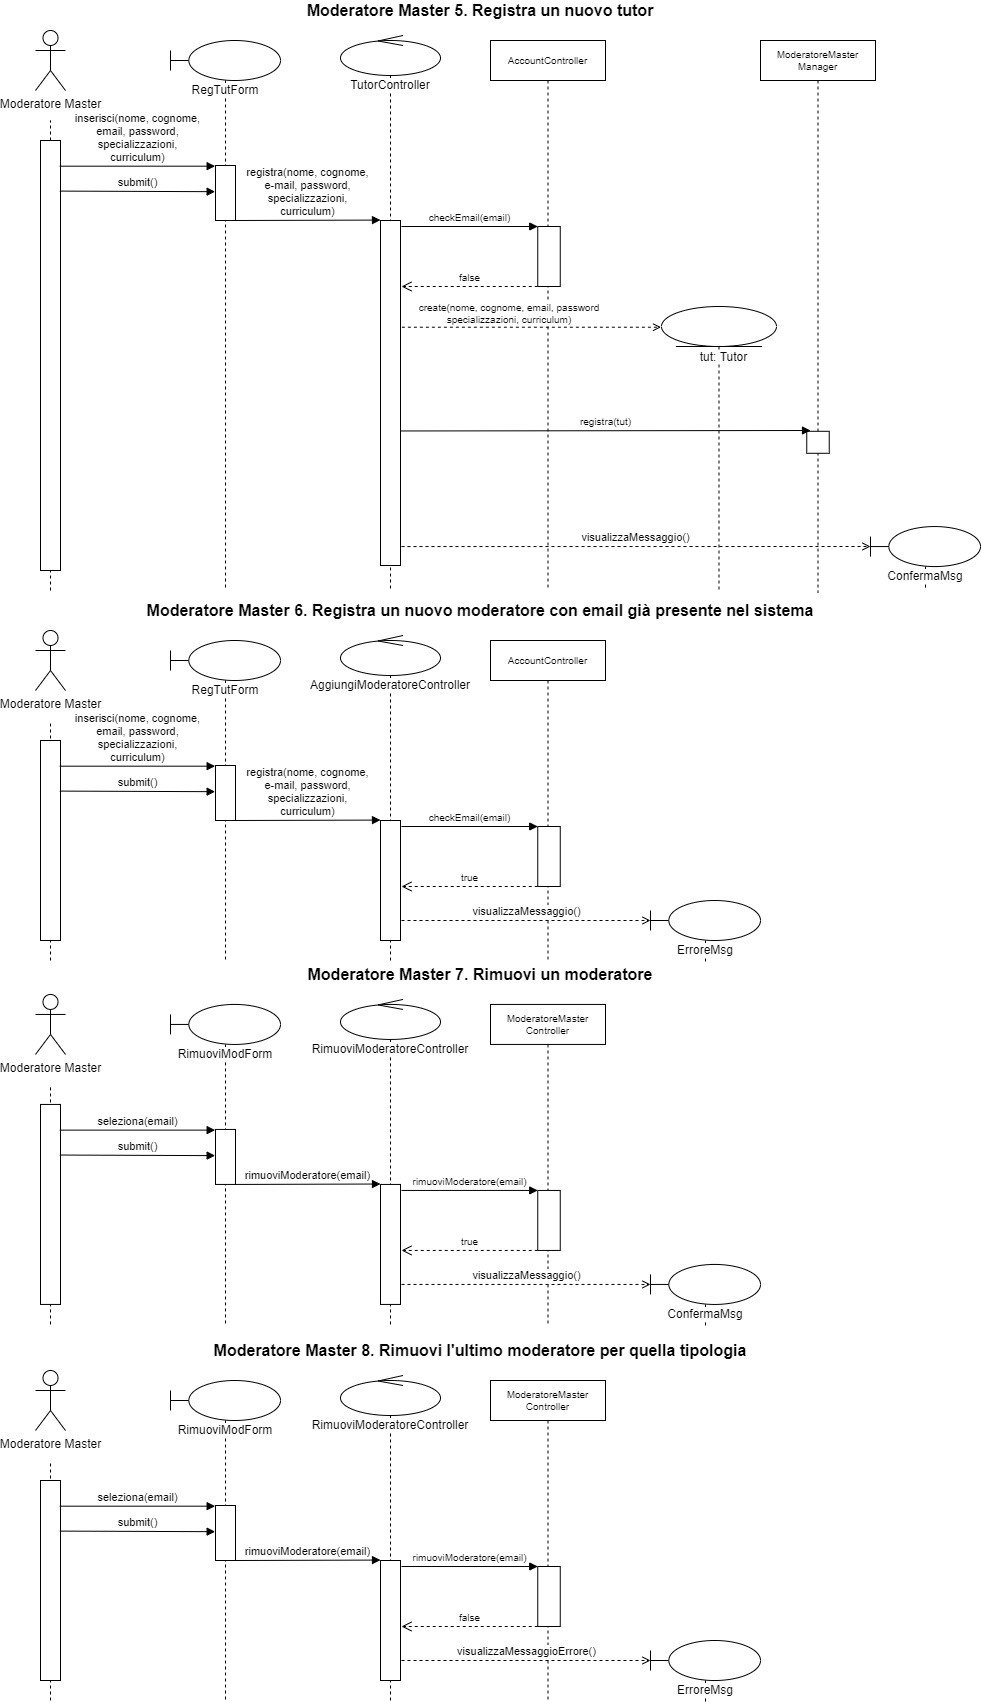 Moderatore Master 5. Registra un nuovo tutor
Moderatore Master
RegTutForm
TutorController
AccountController
ModeratoreMaster
Manager
inserisci(nome, cognome,
email, password,
specializzazioni,
curriculum)
submit()
registra(nome, cognome,
e-mail, password,
specializzazioni,
curriculum)
checkEmail(email)
false
create(nome, cognome, email, password
specializzazioni, curriculum)
tut: Tutor
registra(tut)
visualizzaMessaggio()
ConfermaMsg
Moderatore Master 6. Registra un nuovo moderatore con email già presente nel sistema
Moderatore Master
RegTutForm
AggiungiModeratoreController
AccountController
inserisci(nome, cognome,
email, password,
specializzazioni,
curriculum)
submit()
registra(nome, cognome,
e-mail, password,
specializzazioni,
curriculum)
checkEmail(email)
true
visualizzaMessaggio()
ErroreMsg
Moderatore Master 7. Rimuovi un moderatore
Moderatore Master
RimuoviModForm
RimuoviModeratoreController
ModeratoreMaster
Controller
seleziona(email)
submit()
rimuoviModeratore(email)
rimuoviModeratore(email)
true
visualizzaMessaggio()
ConfermaMsg
Moderatore Master 8. Rimuovi l'ultimo moderatore per quella tipologia
Moderatore Master
RimuoviModForm
RimuoviModeratoreController
ModeratoreMaster
Controller
seleziona(email)
submit()
rimuoviModeratore(email)
rimuoviModeratore(email)
false
visualizzaMessaggioErrore()
ErroreMsg